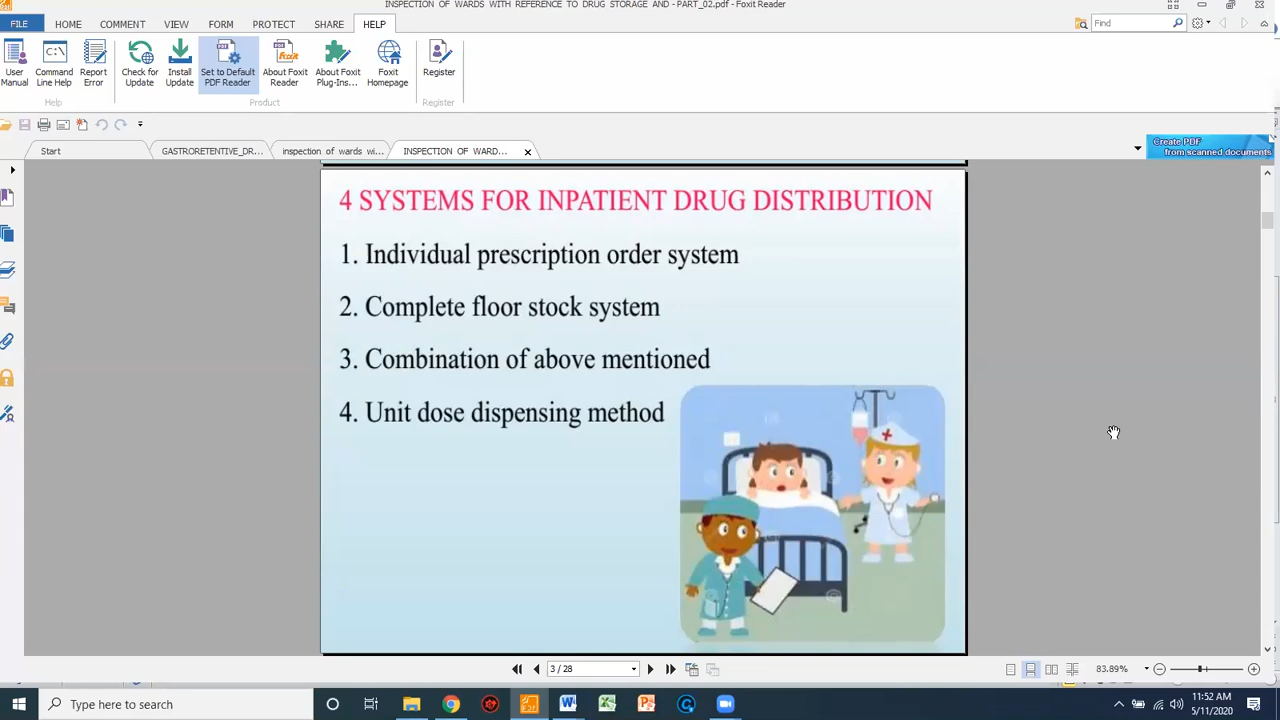 INSPECTION OF WARDS WITH REFERENCE TO DRUG STORAGE AND - PART_02.pdf - Foxit Reader
FILE HOME COMMENT VIEW FORM PROTECT SHARE HELP
Find
User Manual
Command Line Help
Report Error
Check for Update
Install Update
Set to Default PDF Reader
About Foxit Reader
About Foxit Plug-Ins...
Foxit Homepage
Register
Help Product Register
Start GASTRORETENTIVE_DR... inspection of wards wi... INSPECTION OF WARD...
Create PDF
from scanned documents
4 SYSTEMS FOR INPATIENT DRUG DISTRIBUTION
1. Individual prescription order system
2. Complete floor stock system
3. Combination of above mentioned
4. Unit dose dispensing method
3 / 28
83.89%
Type here to search
11:52 AM
5/11/2020